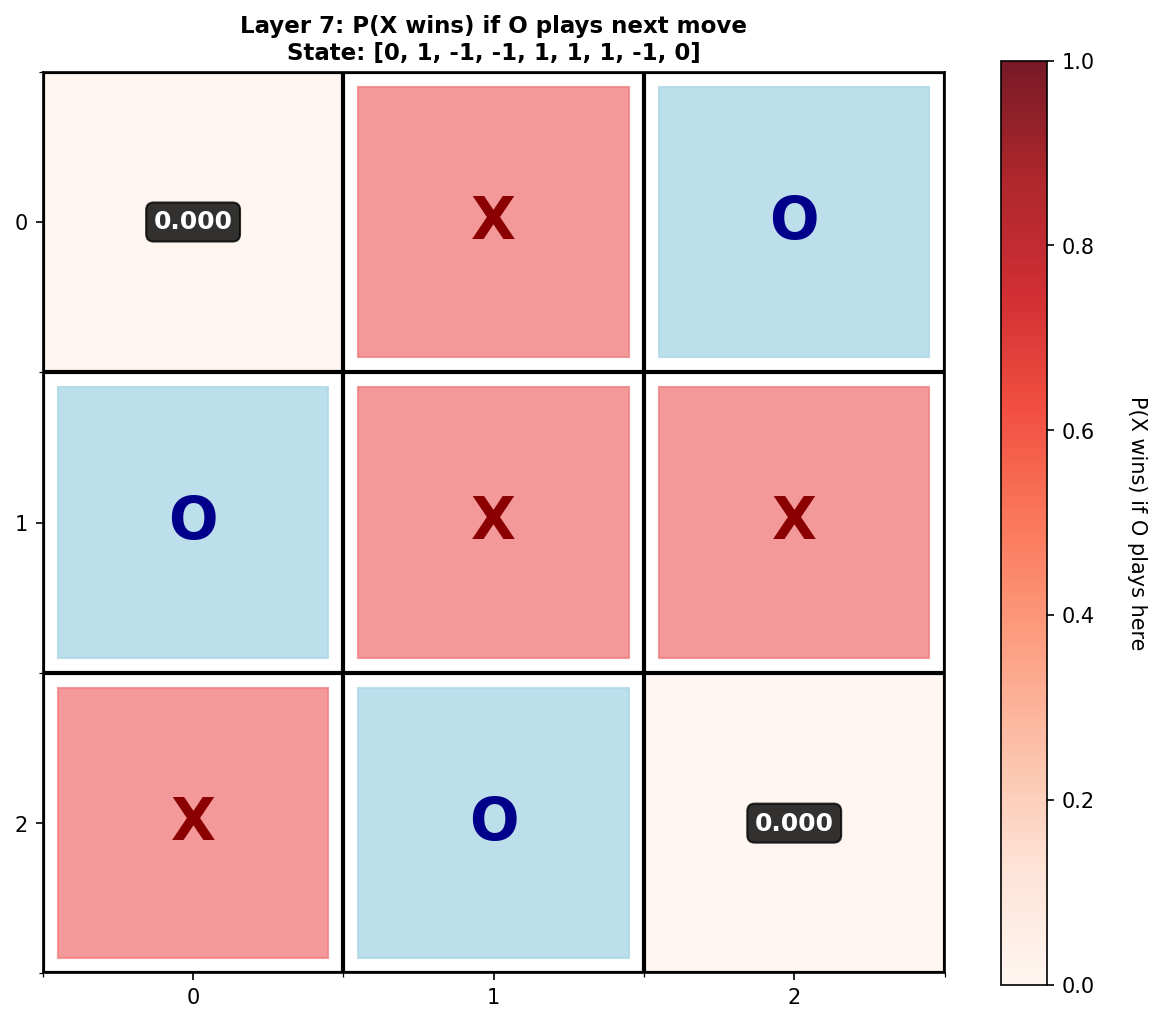 Layer 7: P(X wins) if O plays next move
State: [0, 1, -1, -1, 1, 1, 1, -1, 0]
0
0.000
X
O
1
O
X
X
2
X
O
0.000
0
1
2
1.0
0.8
0.6
0.4
0.2
0.0
P(X wins) if O plays here